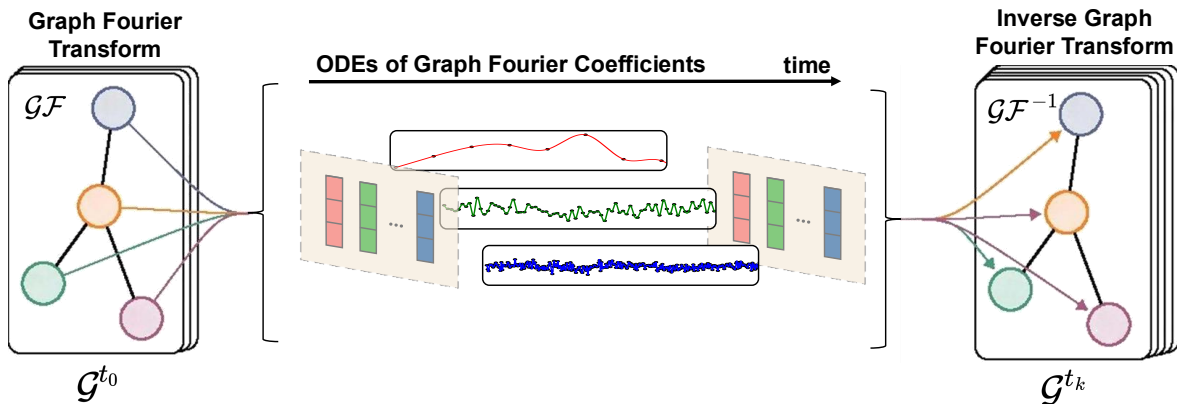 Graph Fourier
Transform
𝒢ℱ
𝒢^{t_0}
ODEs of Graph Fourier Coefficients
time
...
...
Inverse Graph
Fourier Transform
𝒢ℱ^{-1}
𝒢^{t_k}